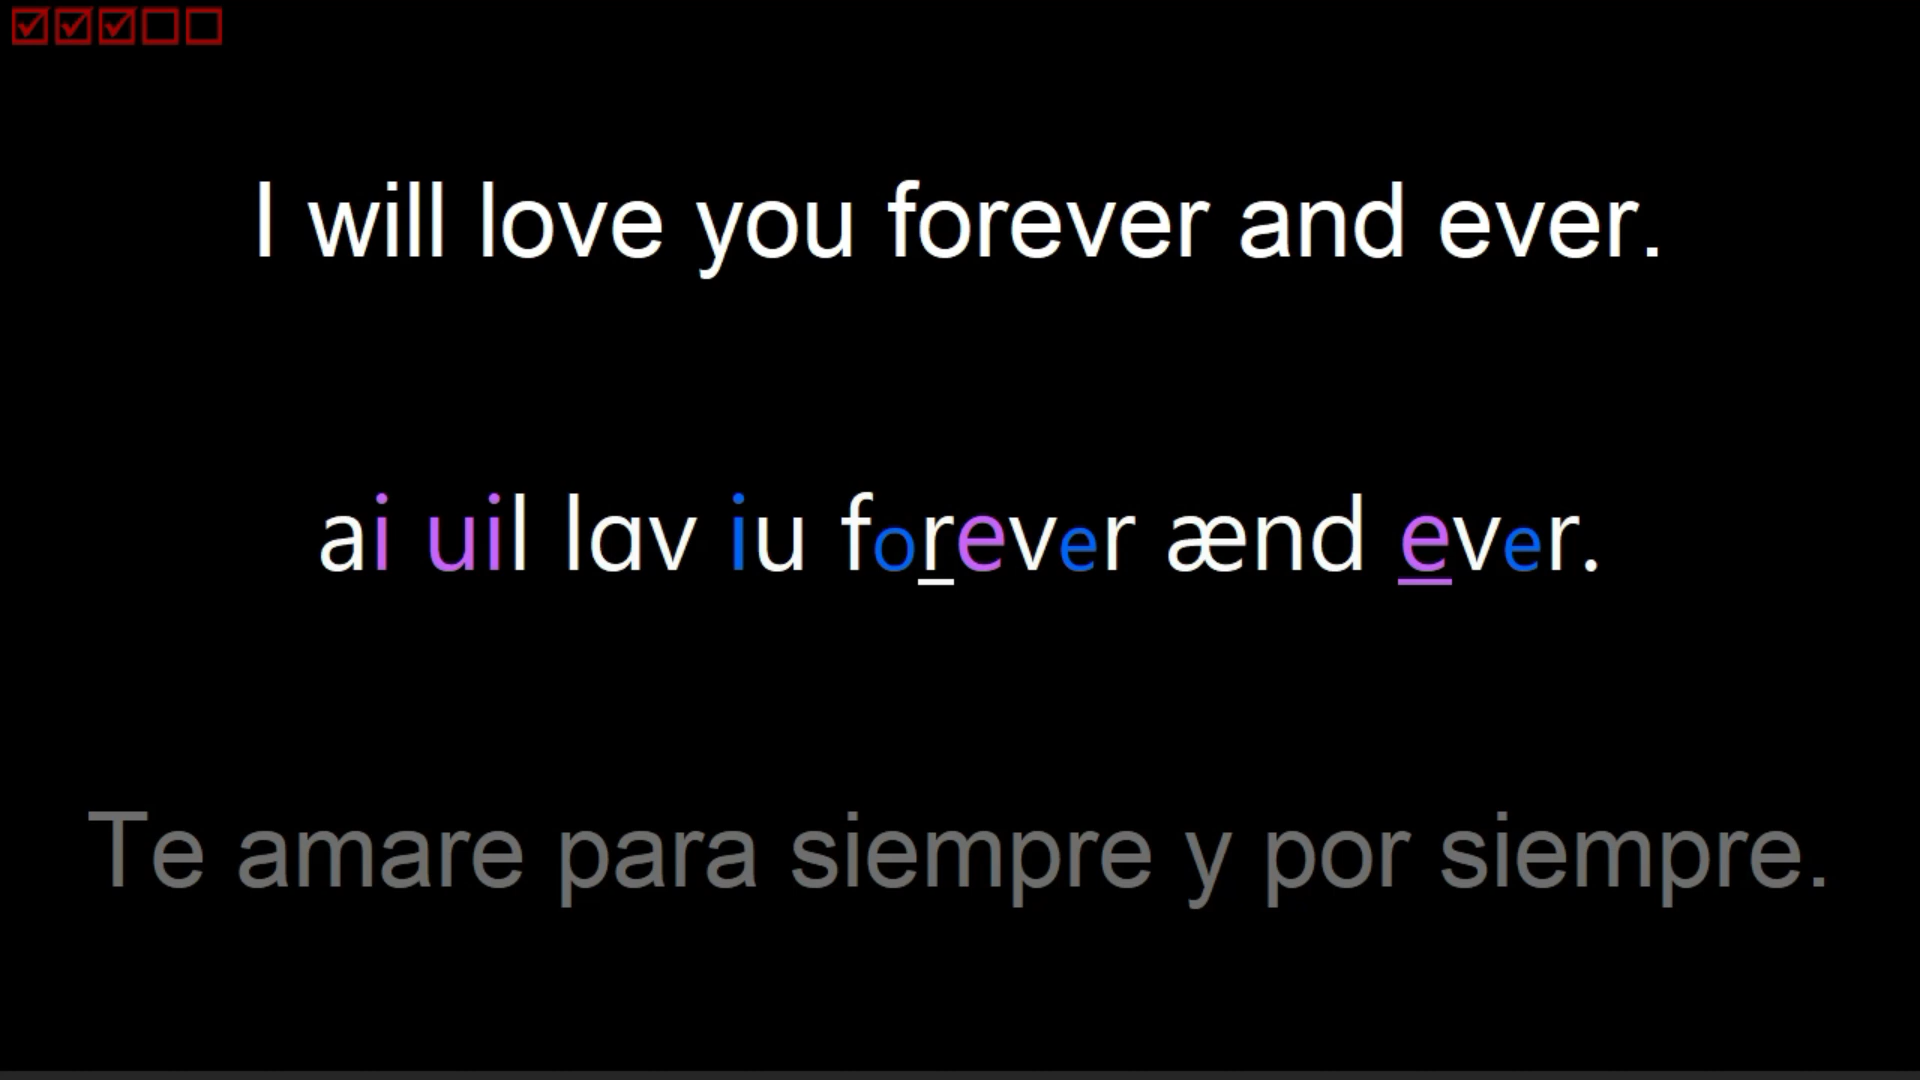 ☑☑☑☐☐
I will love you forever and ever.
ai uil lɑv iu forever ænd ever.
Te amare para siempre y por siempre.